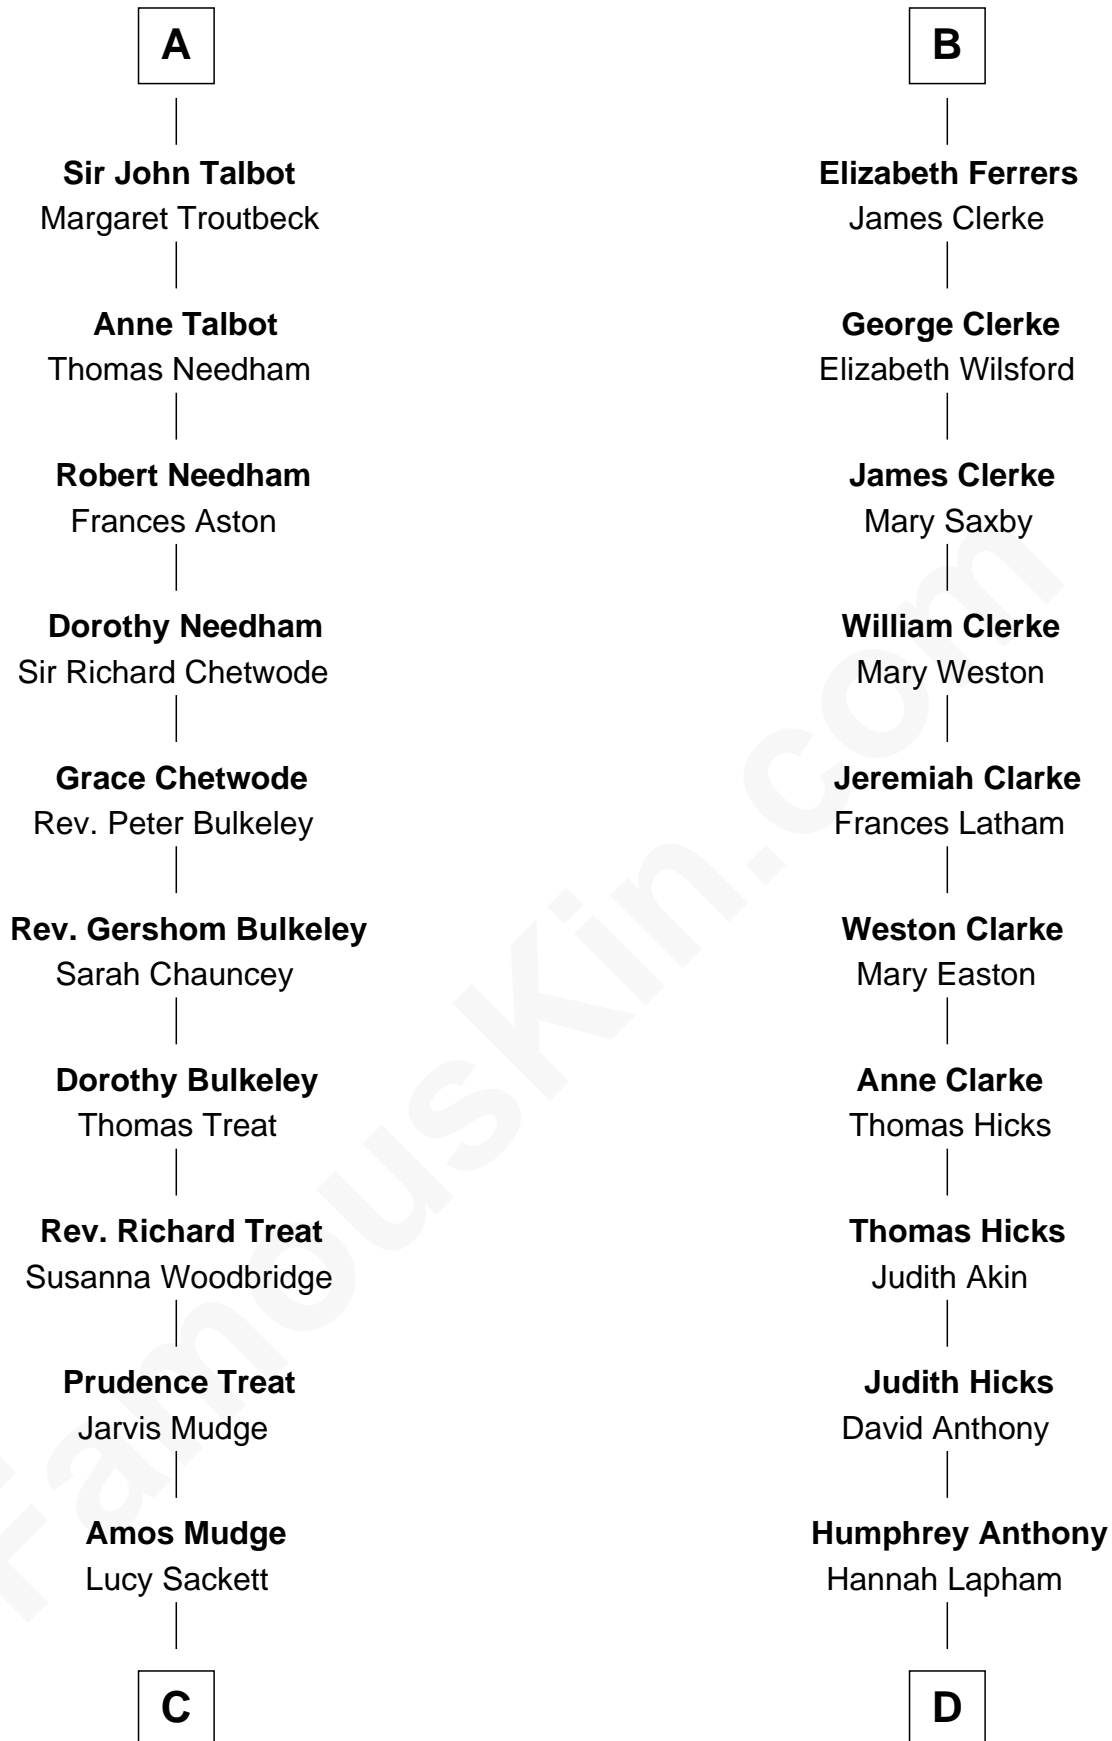 A
Sir John Talbot
Margaret Troutbeck
Anne Talbot
Thomas Needham
Robert Needham
Frances Aston
Dorothy Needham
Sir Richard Chetwode
Grace Chetwode
Rev. Peter Bulkeley
Rev. Gershom Bulkeley
Sarah Chauncey
Dorothy Bulkeley
Thomas Treat
Rev. Richard Treat
Susanna Woodbridge
Prudence Treat
Jarvis Mudge
Amos Mudge
Lucy Sackett
C
B
Elizabeth Ferrers
James Clerke
George Clerke
Elizabeth Wilsford
James Clerke
Mary Saxby
William Clerke
Mary Weston
Jeremiah Clarke
Frances Latham
Weston Clarke
Mary Easton
Anne Clarke
Thomas Hicks
Thomas Hicks
Judith Akin
Judith Hicks
David Anthony
Humphrey Anthony
Hannah Lapham
D
FamousKin.com